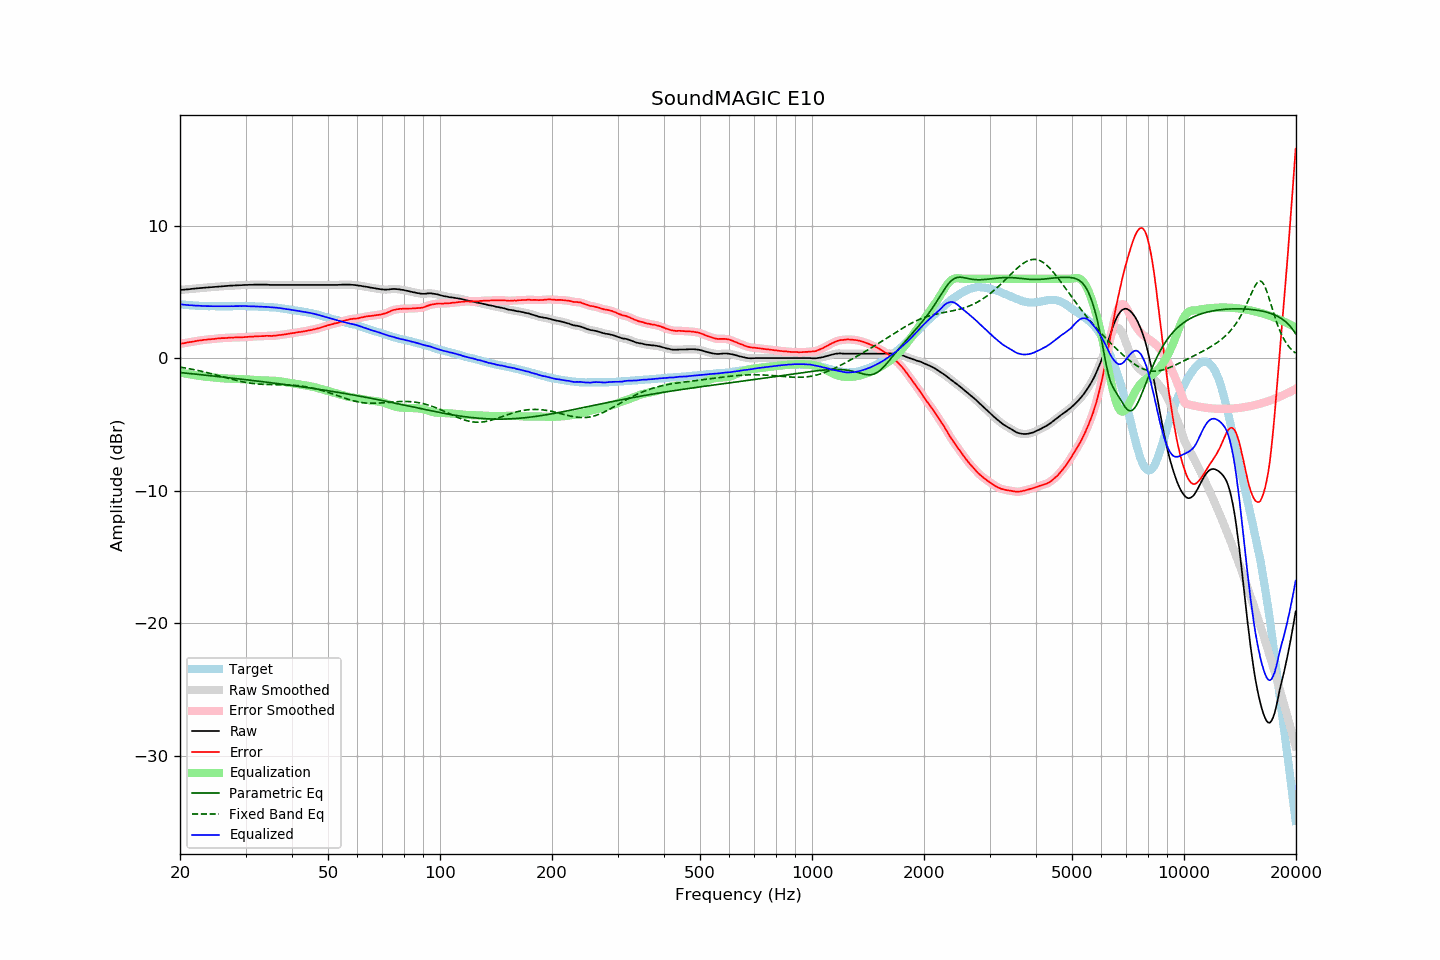 SoundMAGIC E10
Amplitude (dBr)
10
0
−10
−20
−30
Target
Raw Smoothed
Error Smoothed
Raw
Error
Equalization
Parametric Eq
Fixed Band Eq
Equalized
20 50 100 200 500 1000 2000 5000 10000 20000
Frequency (Hz)